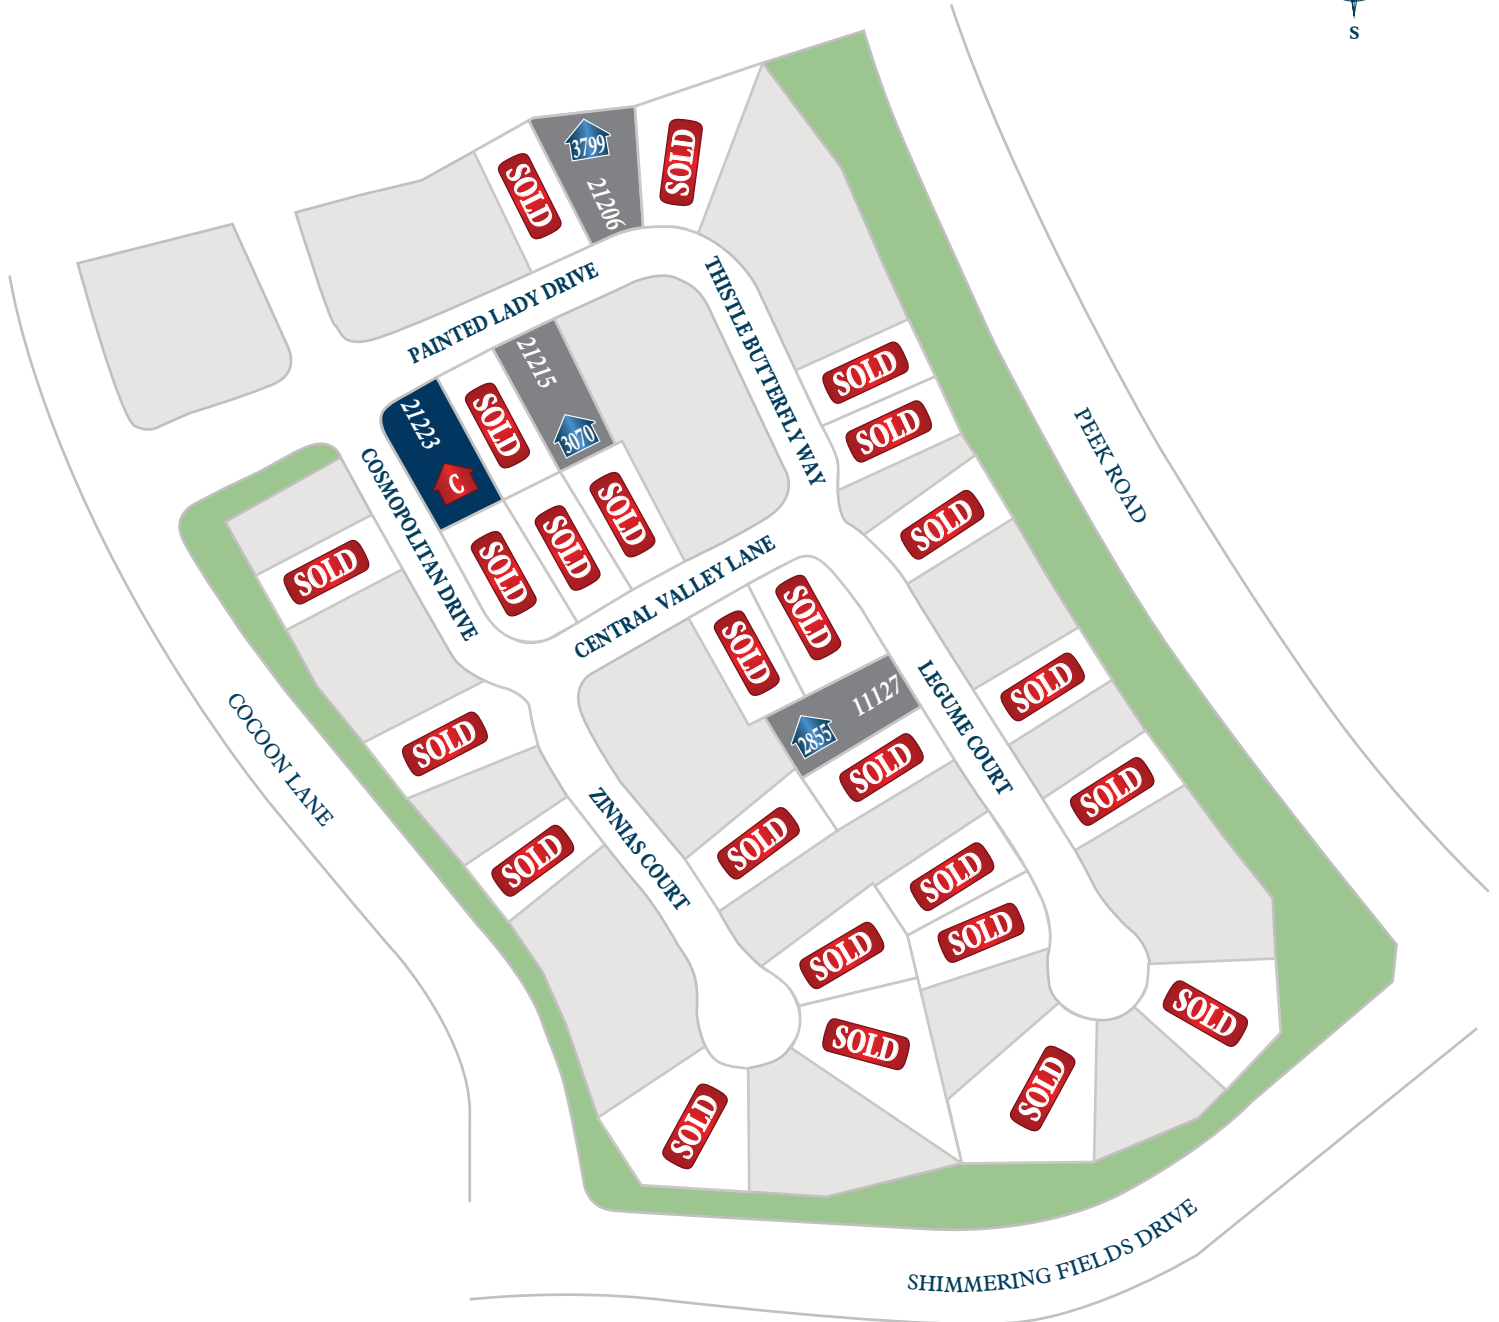 S
3799
SOLD
SOLD
21206
PAINTED LADY DRIVE
THISTLE BUTTERFLY WAY
21215
SOLD
21223
SOLD
3070
SOLD
C
PEEK ROAD
COSMOPOLITAN DRIVE
SOLD
SOLD
SOLD
SOLD
SOLD
CENTRAL VALLEY LANE
SOLD
SOLD
SOLD
SOLD
11127
LEGUME COURT
2855
SOLD
COCOON LANE
SOLD
SOLD
ZINNIAS COURT
SOLD
SOLD
SOLD
SOLD
SOLD
SOLD
SOLD
SOLD
SOLD
SHIMMERING FIELDS DRIVE